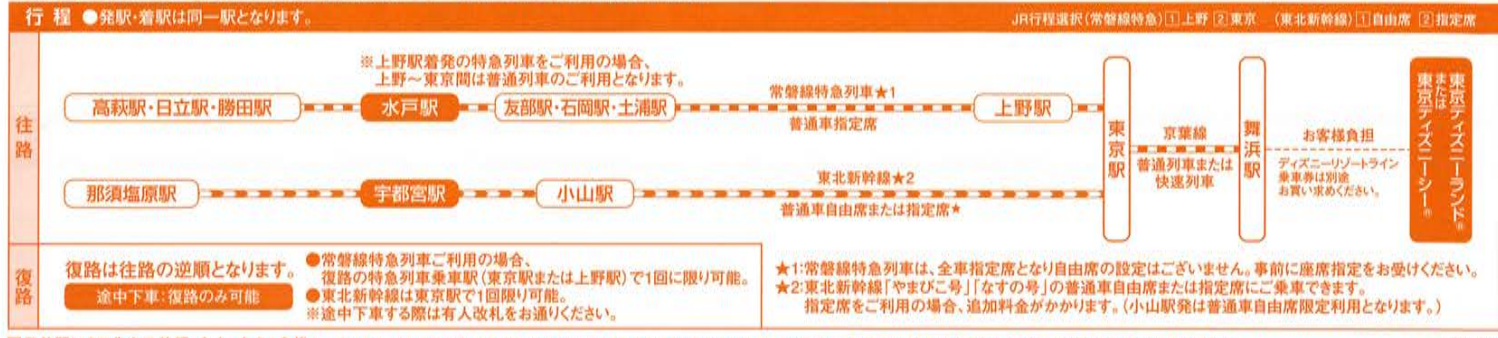 行 程 ●発駅・着駅は同一駅となります。
JR行程選択(常磐線特急)①上野 ②東京 (東北新幹線)①自由席 ②指定席
往路
※上野駅着発の特急列車をご利用の場合、
上野~東京間は普通列車のご利用となります。
高萩駅・日立駅・勝田駅
水戸駅
友部駅・石岡駅・土浦駅
常磐線特急列車★1
普通車指定席
上野駅
那須塩原駅
宇都宮駅
小山駅
東北新幹線★2
普通車自由席または指定席★
東京駅
京葉線
普通列車または
快速列車
舞浜駅
お客様負担
ディズニーリゾートライン
乗車券は別途
お買い求めください。
東京ディズニーランド®
または
東京ディズニーシー®
復路
復路は往路の逆順となります。
途中下車:復路のみ可能
●常磐線特急列車ご利用の場合、
復路の特急列車乗車駅(東京駅または上野駅)で1回に限り可能。
●東北新幹線は東京駅で1回限り可能。
※途中下車する際は有人改札をお通りください。
★1:常磐線特急列車は、全車指定席となり自由席の設定はございません。事前に座席指定をお受けください。
★2:東北新幹線「やまびこ号」「なすの号」の普通車自由席または指定席にご乗車できます。
指定席をご利用の場合、追加料金がかかります。(小山駅発は普通車自由席限定利用となります。)